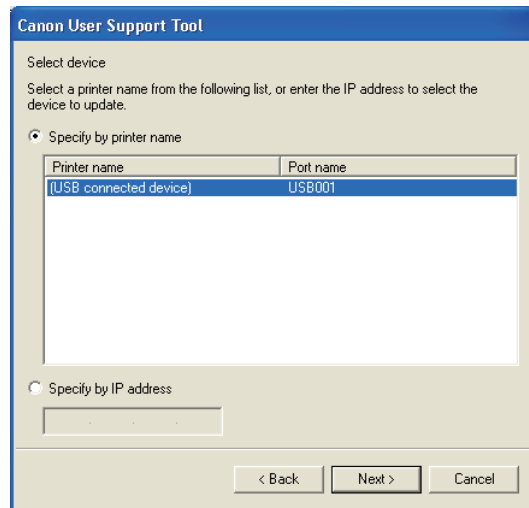 Canon User Support Tool
Select device
Select a printer name from the following list, or enter the IP address to select the
device to update.
Specify by printer name
Printer name Port name
(USB connected device) USB001
Specify by IP address
. . .
< Back Next > Cancel